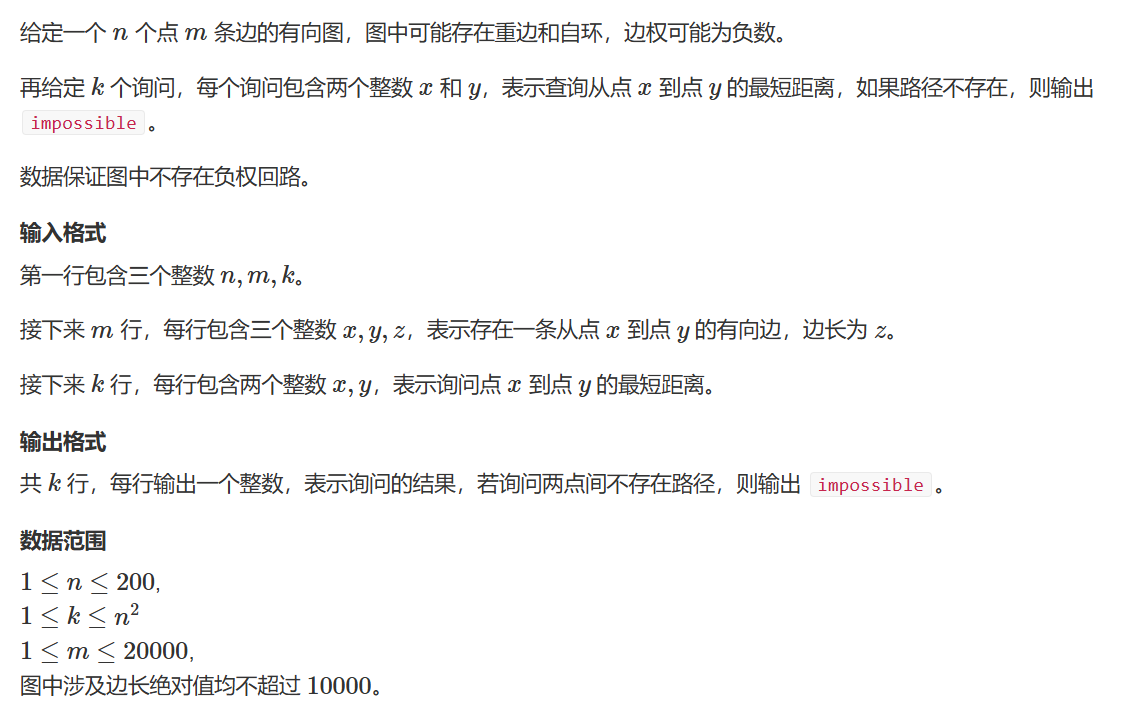 给定一个 n 个点 m 条边的有向图，图中可能存在重边和自环，边权可能为负数。
再给定 k 个询问，每个询问包含两个整数 x 和 y，表示查询从点 x 到点 y 的最短距离，如果路径不存在，则输出
impossible 。
数据保证图中不存在负权回路。
输入格式
第一行包含三个整数 n, m, k。
接下来 m 行，每行包含三个整数 x, y, z，表示存在一条从点 x 到点 y 的有向边，边长为 z。
接下来 k 行，每行包含两个整数 x, y，表示询问点 x 到点 y 的最短距离。
输出格式
共 k 行，每行输出一个整数，表示询问的结果，若询问两点间不存在路径，则输出 impossible 。
数据范围
1 ≤ n ≤ 200,
1 ≤ k ≤ n²
1 ≤ m ≤ 20000,
图中涉及边长绝对值均不超过 10000。